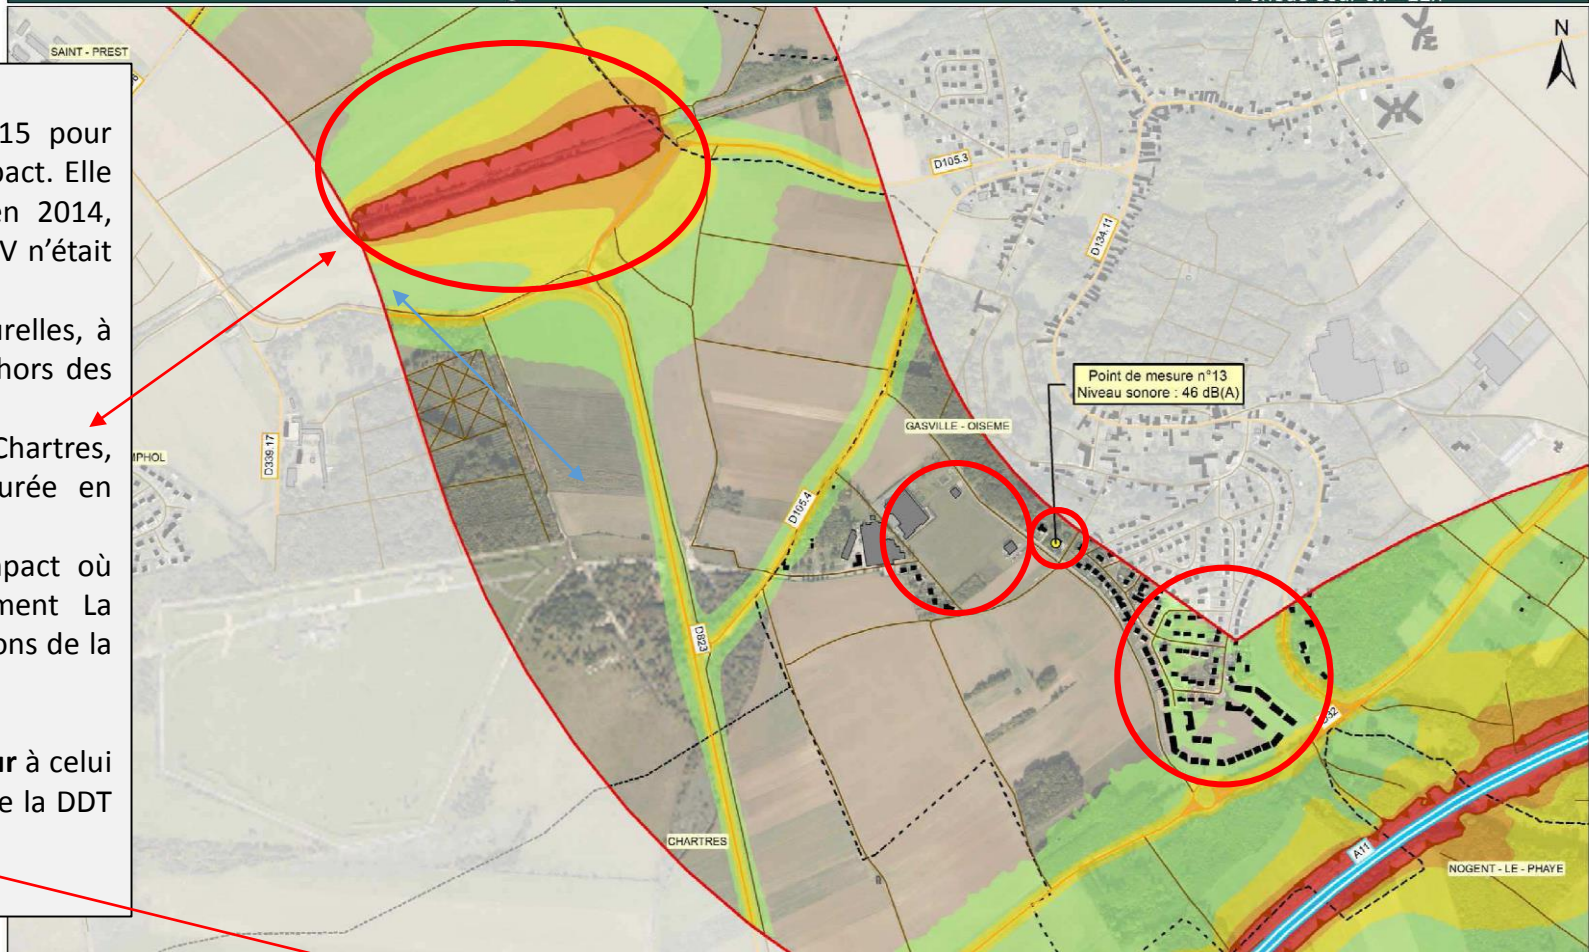 SAINT - PREST
15 pour
pact. Elle
en 2014,
V n'était
urelles, à
hors des
Chartres,
urée en
npact où
ment La
ons de la
ur à celui
e la DDT
N
D105.3
D134.11
Point de mesure n°13
Niveau sonore : 46 dB(A)
GASVILLE - OISEME
MPHOL
D339.17
D105.4
D823
CHARTRES
A11
NOGENT - LE - PHAYE